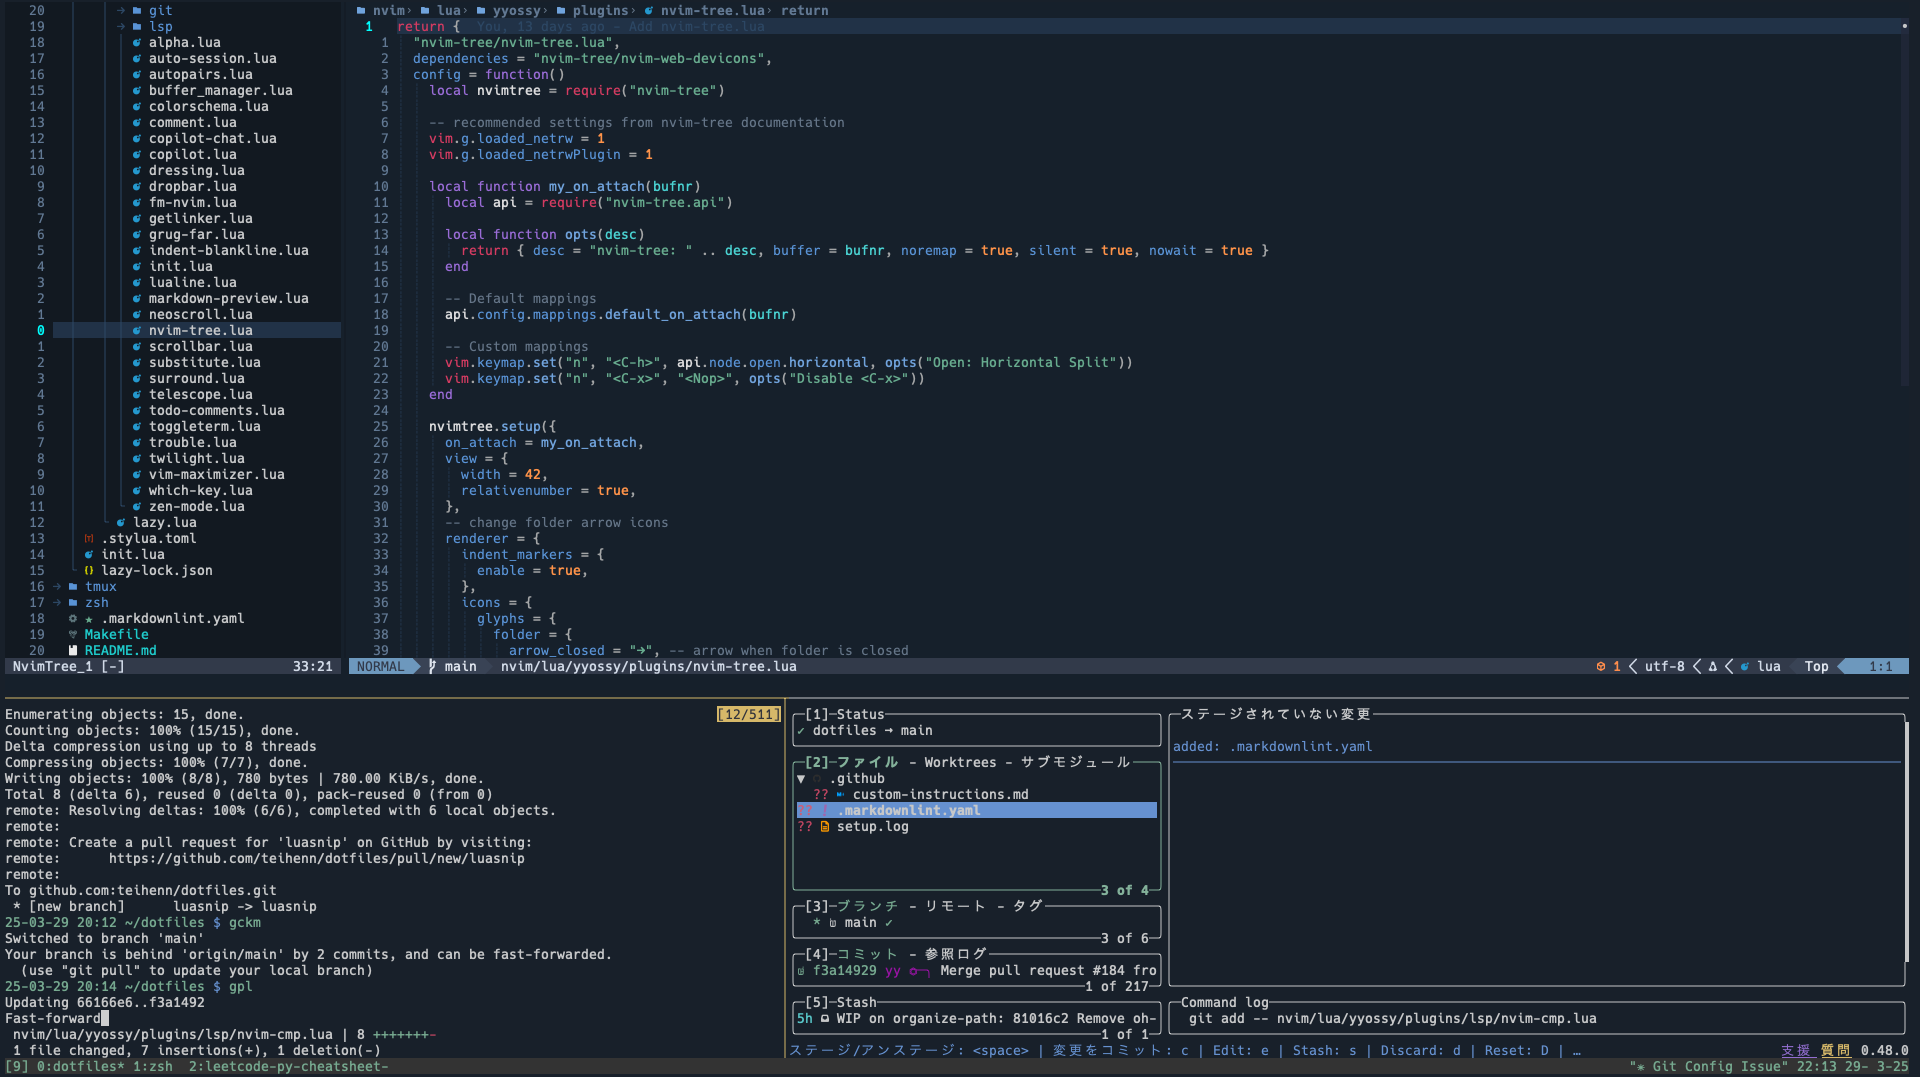 20 → git
19 → lsp
18 alpha.lua
17 auto-session.lua
16 autopairs.lua
15 buffer_manager.lua
14 colorschema.lua
13 comment.lua
12 copilot-chat.lua
11 copilot.lua
10 dressing.lua
9 dropbar.lua
8 fm-nvim.lua
7 getlinker.lua
6 grug-far.lua
5 indent-blankline.lua
4 init.lua
3 lualine.lua
2 markdown-preview.lua
1 neoscroll.lua
0 nvim-tree.lua
1 scrollbar.lua
2 substitute.lua
3 surround.lua
4 telescope.lua
5 todo-comments.lua
6 toggleterm.lua
7 trouble.lua
8 twilight.lua
9 vim-maximizer.lua
10 which-key.lua
11 zen-mode.lua
12 lazy.lua
13 .stylua.toml
14 init.lua
15 {} lazy-lock.json
16 → tmux
17 → zsh
18 ★ .markdownlint.yaml
19 Makefile
20 README.md
NvimTree_1 [-] 33:21
nvim› lua› yyossy› plugins› nvim-tree.lua› return
1 return { You, 13 days ago - Add nvim-tree.lua
1 "nvim-tree/nvim-tree.lua",
2 dependencies = "nvim-tree/nvim-web-devicons",
3 config = function()
4 local nvimtree = require("nvim-tree")
5
6 -- recommended settings from nvim-tree documentation
7 vim.g.loaded_netrw = 1
8 vim.g.loaded_netrwPlugin = 1
9
10 local function my_on_attach(bufnr)
11 local api = require("nvim-tree.api")
12
13 local function opts(desc)
14 return { desc = "nvim-tree: " .. desc, buffer = bufnr, noremap = true, silent = true, nowait = true }
15 end
16
17 -- Default mappings
18 api.config.mappings.default_on_attach(bufnr)
19
20 -- Custom mappings
21 vim.keymap.set("n", "<C-h>", api.node.open.horizontal, opts("Open: Horizontal Split"))
22 vim.keymap.set("n", "<C-x>", "<Nop>", opts("Disable <C-x>"))
23 end
24
25 nvimtree.setup({
26 on_attach = my_on_attach,
27 view = {
28 width = 42,
29 relativenumber = true,
30 },
31 -- change folder arrow icons
32 renderer = {
33 indent_markers = {
34 enable = true,
35 },
36 icons = {
37 glyphs = {
38 folder = {
39 arrow_closed = "→", -- arrow when folder is closed
NORMAL main nvim/lua/yyossy/plugins/nvim-tree.lua 1 utf-8 lua Top 1:1
Enumerating objects: 15, done. [12/511]
Counting objects: 100% (15/15), done.
Delta compression using up to 8 threads
Compressing objects: 100% (7/7), done.
Writing objects: 100% (8/8), 780 bytes | 780.00 KiB/s, done.
Total 8 (delta 6), reused 0 (delta 0), pack-reused 0 (from 0)
remote: Resolving deltas: 100% (6/6), completed with 6 local objects.
remote:
remote: Create a pull request for 'luasnip' on GitHub by visiting:
remote: https://github.com/teihenn/dotfiles/pull/new/luasnip
remote:
To github.com:teihenn/dotfiles.git
* [new branch] luasnip -> luasnip
25-03-29 20:12 ~/dotfiles $ gckm
Switched to branch 'main'
Your branch is behind 'origin/main' by 2 commits, and can be fast-forwarded.
(use "git pull" to update your local branch)
25-03-29 20:14 ~/dotfiles $ gpl
Updating 66166e6..f3a1492
Fast-forward
nvim/lua/yyossy/plugins/lsp/nvim-cmp.lua | 8 +++++++-
1 file changed, 7 insertions(+), 1 deletion(-)
[1]─Status
✓ dotfiles → main
[2]─ファイル - Worktrees - サブモジュール
▼ .github
?? custom-instructions.md
?? .markdownlint.yaml
?? setup.log
3 of 4
[3]─ブランチ - リモート - タグ
* main ✓
3 of 6
[4]─コミット - 参照ログ
f3a14929 yy Merge pull request #184 fro
1 of 217
[5]─Stash
5h WIP on organize-path: 81016c2 Remove oh-
1 of 1
ステージされていない変更
added: .markdownlint.yaml
Command log
git add -- nvim/lua/yyossy/plugins/lsp/nvim-cmp.lua
ステージ/アンステージ: <space> | 変更をコミット: c | Edit: e | Stash: s | Discard: d | Reset: D | … 支援 質問 0.48.0
[9] 0:dotfiles* 1:zsh 2:leetcode-py-cheatsheet- "✳ Git Config Issue" 22:13 29- 3-25